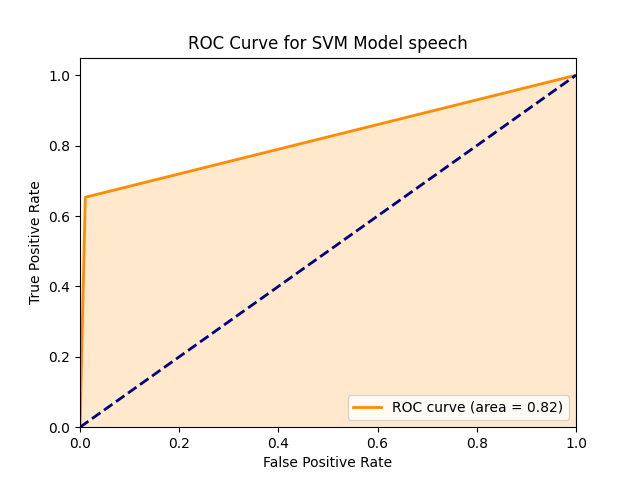 ROC Curve for SVM Model speech
True Positive Rate
1.0
0.8
0.6
0.4
0.2
0.0
ROC curve (area = 0.82)
0.0 0.2 0.4 0.6 0.8 1.0
False Positive Rate